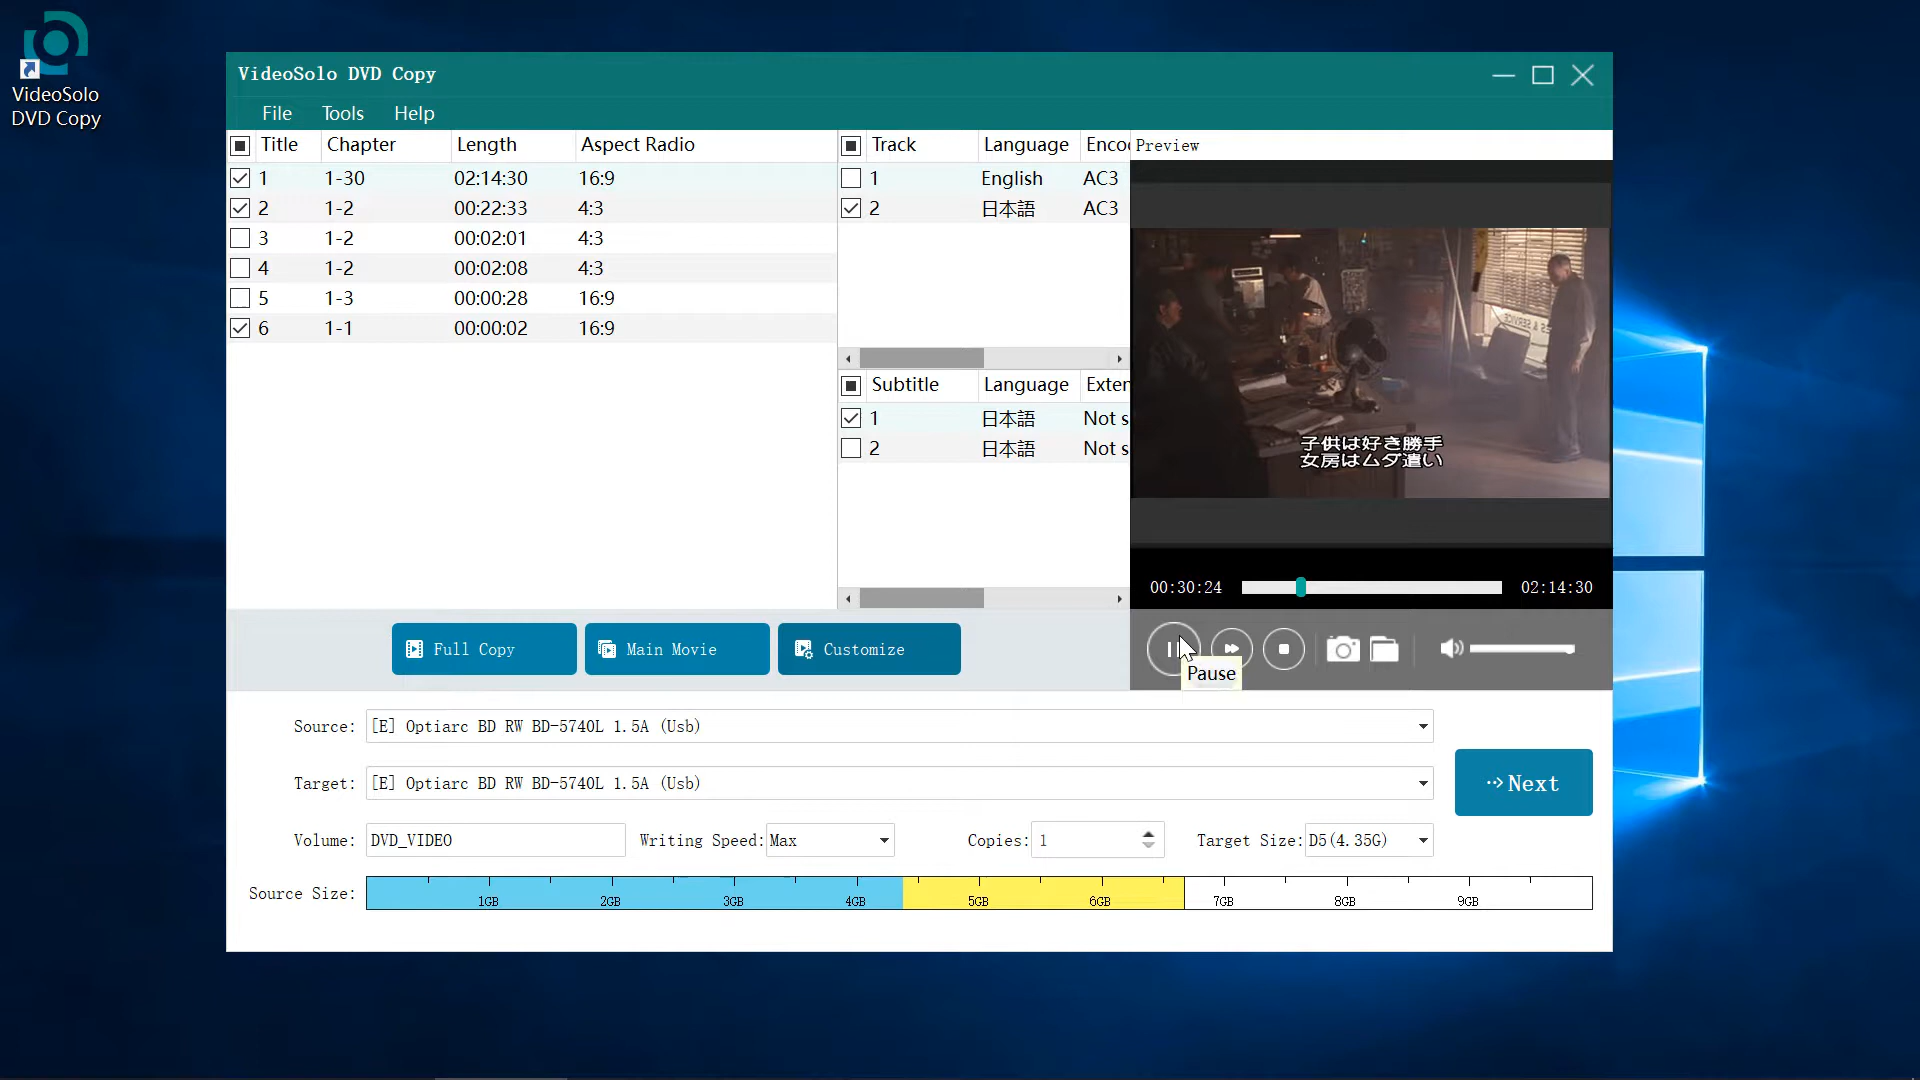 VideoSolo
DVD Copy
VideoSolo DVD Copy
File Tools Help
Title Chapter Length Aspect Radio
1 1-30 02:14:30 16:9
2 1-2 00:22:33 4:3
3 1-2 00:02:01 4:3
4 1-2 00:02:08 4:3
5 1-3 00:00:28 16:9
6 1-1 00:00:02 16:9
Track Language Enco
1 English AC3
2 日本語 AC3
Subtitle Language Exten
1 日本語 Not s
2 日本語 Not s
Preview
子供は好き勝手
女房はムダ遣い
00:30:24 02:14:30
Pause
Full Copy Main Movie Customize
Source: [E] Optiarc BD RW BD-5740L 1.5A (Usb)
Target: [E] Optiarc BD RW BD-5740L 1.5A (Usb)
Next
Volume: DVD_VIDEO Writing Speed: Max Copies: 1 Target Size: D5(4.35G)
Source Size: 1GB 2GB 3GB 4GB 5GB 6GB 7GB 8GB 9GB